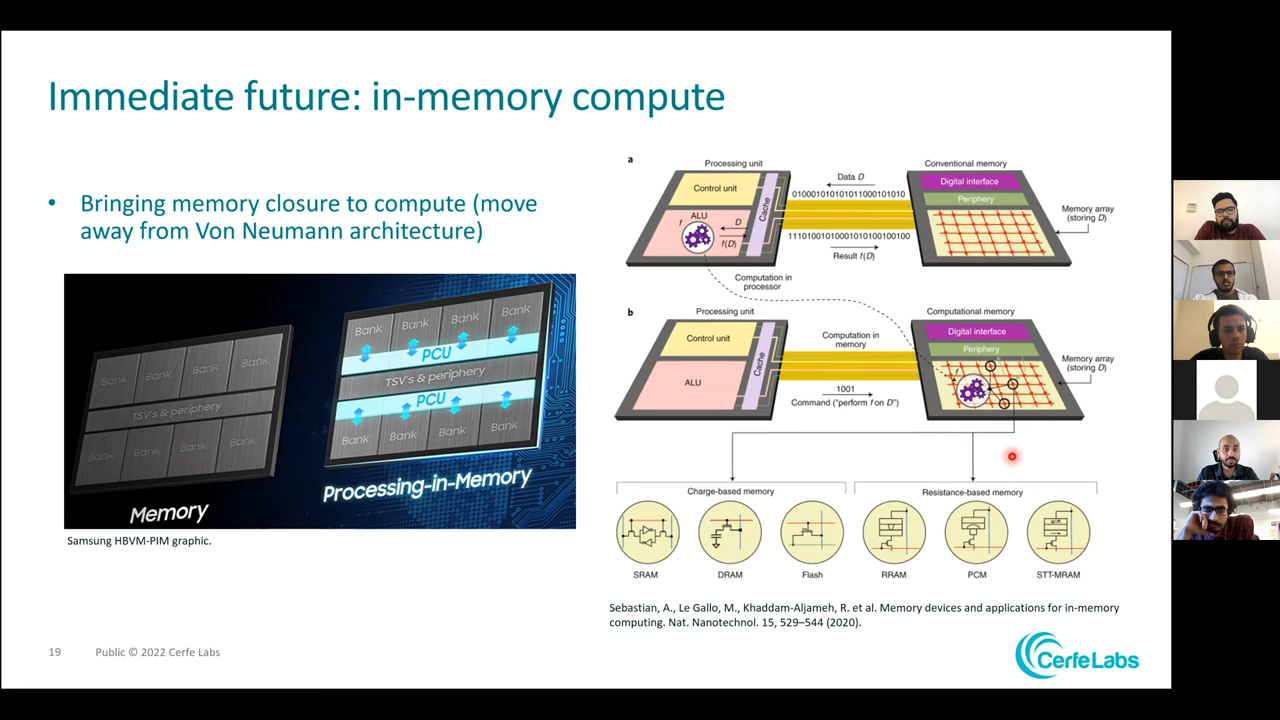 Immediate future: in-memory compute
• Bringing memory closure to compute (move
away from Von Neumann architecture)
Bank Bank Bank Bank
TSV's & periphery
Bank Bank Bank Bank
Memory
Bank Bank Bank Bank
PCU
TSV's & periphery
PCU
Bank Bank Bank Bank
Processing-in-Memory
Samsung HBVM-PIM graphic.
a
Processing unit
Control unit
ALU
f
D
f(D)
Cache
Data D
010001010101011000101010
111010010100010101001001​00
Result f(D)
Conventional memory
Digital interface
Periphery
Memory array
(storing D)
Computation in
processor
b
Processing unit
Control unit
ALU
Cache
Computation in
memory
1001
Command ("perform f on D")
Computational memory
Digital interface
Periphery
f
Memory array
(storing D)
Charge-based memory
Resistance-based memory
SRAM DRAM Flash RRAM PCM STT-MRAM
Sebastian, A., Le Gallo, M., Khaddam-Aljameh, R. et al. Memory devices and applications for in-memory
computing. Nat. Nanotechnol. 15, 529–544 (2020).
19 Public © 2022 Cerfe Labs
Cerfe Labs